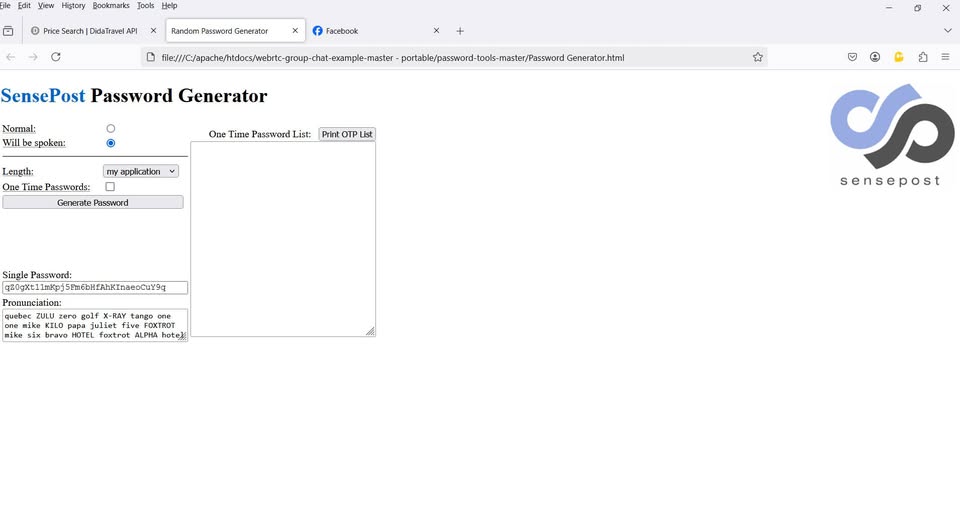 File Edit View History Bookmarks Tools Help
Price Search | DidaTravel API
Random Password Generator
Facebook
file:///C:/apache/htdocs/webrtc-group-chat-example-master - portable/password-tools-master/Password Generator.html
SensePost Password Generator
sensepost
Normal:
Will be spoken:
Length: my application
One Time Passwords:
Generate Password
One Time Password List: Print OTP List
Single Password:
qZ0gXt11mKpj5Fm6bHfAhKInaeoCuY9q
Pronunciation:
quebec ZULU zero golf X-RAY tango one
one mike KILO papa juliet five FOXTROT
mike six bravo HOTEL foxtrot ALPHA hotel